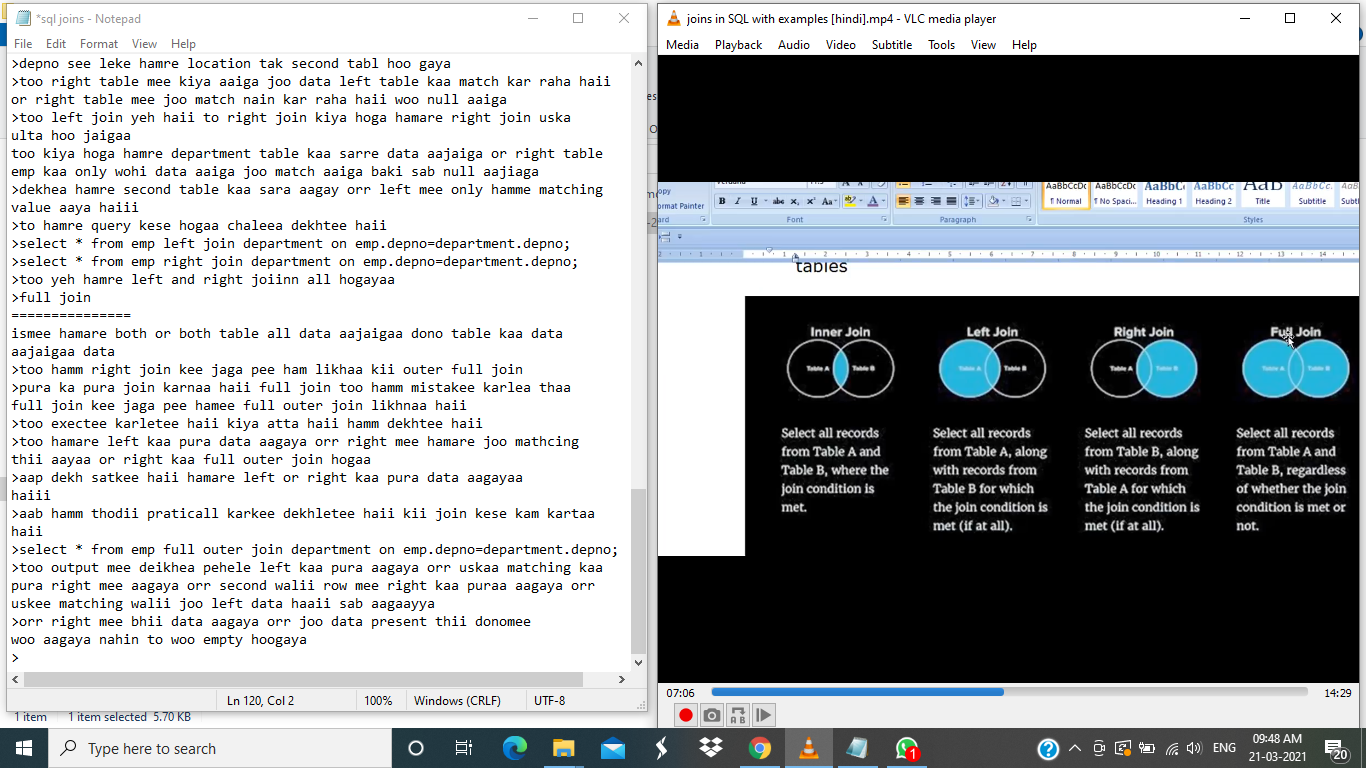 *sql joins - Notepad
File Edit Format View Help
>depno see leke hamre location tak second tabl hoo gaya
>too right table mee kiya aaiga joo data left table kaa match kar raha haii
or right table mee joo match nain kar raha haii woo null aaiga
>too left join yeh haii to right join kiya hoga hamare right join uska
ulta hoo jaigaa
too kiya hoga hamre department table kaa sarre data aajaiga or right table
emp kaa only wohi data aaiga joo match aaiga baki sab null aajiaga
>dekhea hamre second table kaa sara aagay orr left mee only hamme matching
value aaya haiii
>to hamre query kese hogaa chaleea dekhtee haii
>select * from emp left join department on emp.depno=department.depno;
>select * from emp right join department on emp.depno=department.depno;
>too yeh hamre left and right joiinn all hogayaa
>full join
===============
ismee hamare both or both table all data aajaigaa dono table kaa data
aajaigaa data
>too hamm right join kee jaga pee ham likhaa kii outer full join
>pura ka pura join karnaa haii full join too hamm mistakee karlea thaa
full join kee jaga pee hamee full outer join likhnaa haii
>too exectee karletee haii kiya atta haii hamm dekhtee haii
>too hamare left kaa pura data aagaya orr right mee hamare joo mathcing
thii aayaa or right kaa full outer join hogaa
>aap dekh satkee haii hamare left or right kaa pura data aagayaa
haiii
>aab hamm thodii praticall karkee dekhletee haii kii join kese kam kartaa
haii
>select * from emp full outer join department on emp.depno=department.depno;
>too output mee deikhea pehele left kaa pura aagaya orr uskaa matching kaa
pura right mee aagaya orr second walii row mee right kaa puraa aagaya orr
uskee matching walii joo left data haaii sab aagaayya
>orr right mee bhii data aagaya orr joo data present thii donomee
woo aagaya nahin to woo empty hoogaya
>
Ln 120, Col 2 100% Windows (CRLF) UTF-8
1 item 1 item selected 5.70 KB
joins in SQL with examples [hindi].mp4 - VLC media player
Media Playback Audio Video Subtitle Tools View Help
opy
ormat Painter
Font
Paragraph
AaBbCcDc AaBbCcDc AaBbC AaBbCc AaB AaBbCc.
¶ Normal ¶ No Spaci... Heading 1 Heading 2 Title Subtitle
Styles
tables
Inner Join
Table A Table B
Select all records
from Table A and
Table B, where the
join condition is
met.
Left Join
Table A Table B
Select all records
from Table A, along
with records from
Table B for which
the join condition is
met (if at all).
Right Join
Table A Table B
Select all records
from Table B, along
with records from
Table A for which
the join condition is
met (if at all).
Full Join
Table A Table B
Select all records
from Table A and
Table B, regardless
of whether the join
condition is met or
not.
07:06 14:29
Type here to search
1
ENG
09:48 AM
21-03-2021
20